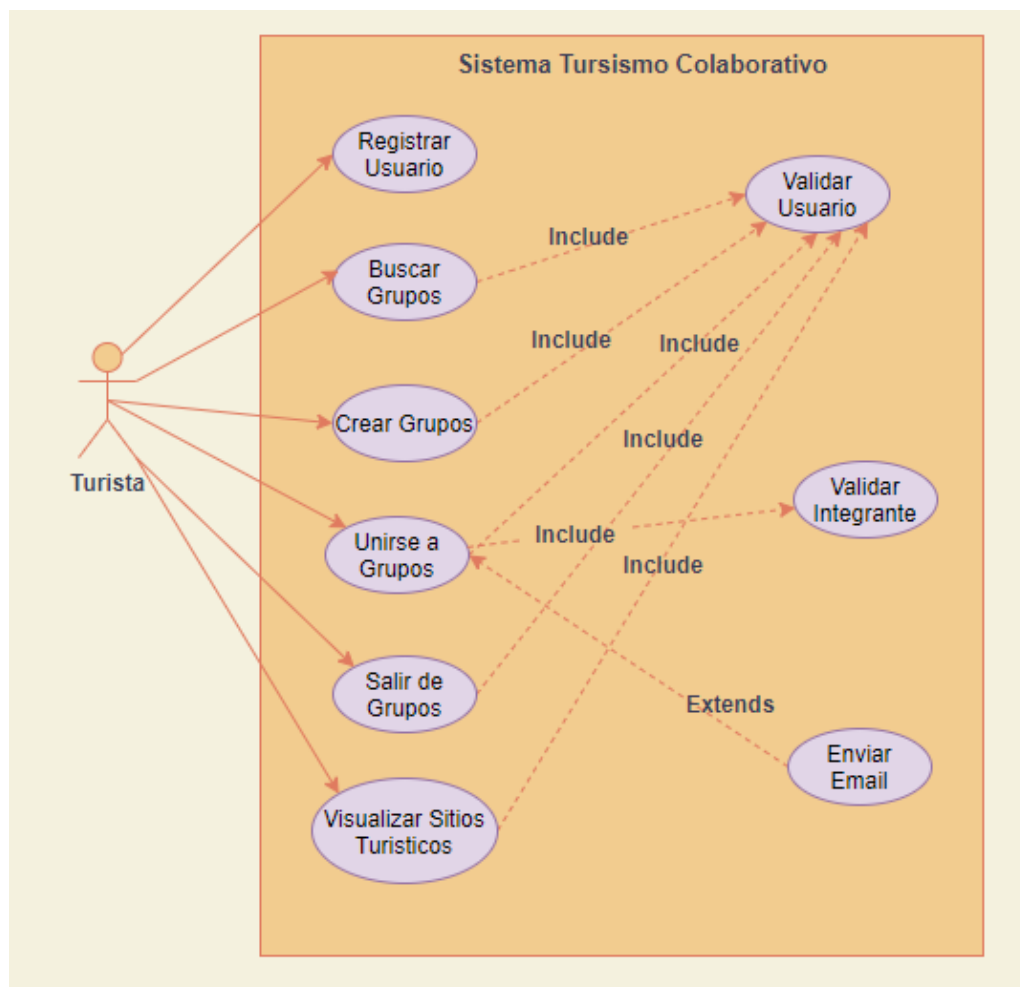 Sistema Tursismo Colaborativo
Registrar
Usuario
Validar
Usuario
Include
Buscar
Grupos
Include
Include
Crear Grupos
Include
Turista
Validar
Integrante
Unirse a
Grupos
Include
Include
Salir de
Grupos
Extends
Enviar
Email
Visualizar Sitios
Turisticos